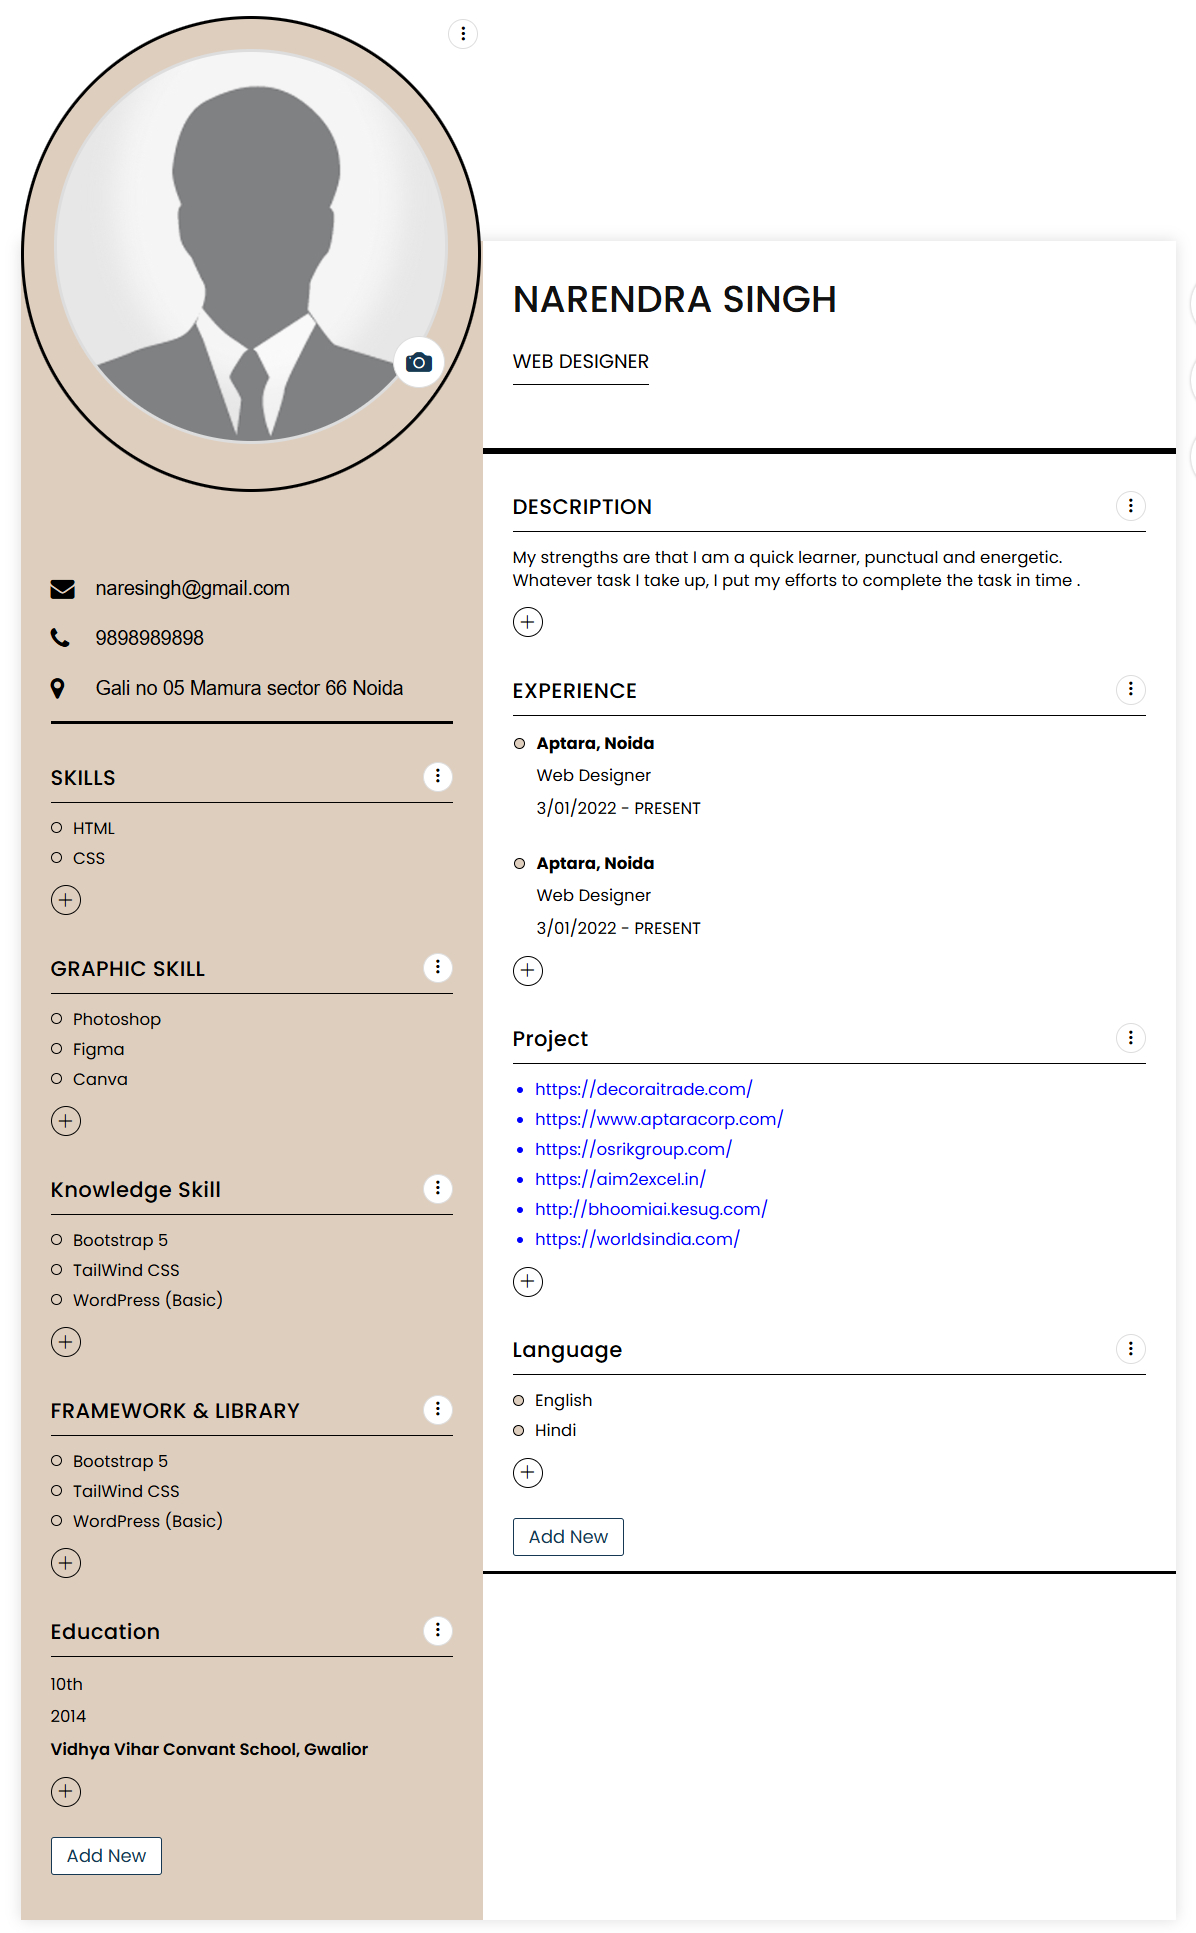 naresingh@gmail.com
9898989898
Gali no 05 Mamura sector 66 Noida
SKILLS
HTML
CSS
GRAPHIC SKILL
Photoshop
Figma
Canva
Knowledge Skill
Bootstrap 5
TailWind CSS
WordPress (Basic)
FRAMEWORK & LIBRARY
Bootstrap 5
TailWind CSS
WordPress (Basic)
Education
10th
2014
Vidhya Vihar Convant School, Gwalior
Add New
NARENDRA SINGH
WEB DESIGNER
DESCRIPTION
My strengths are that I am a quick learner, punctual and energetic.
Whatever task I take up, I put my efforts to complete the task in time .
EXPERIENCE
Aptara, Noida
Web Designer
3/01/2022 - PRESENT
Aptara, Noida
Web Designer
3/01/2022 - PRESENT
Project
https://decoraitrade.com/
https://www.aptaracorp.com/
https://osrikgroup.com/
https://aim2excel.in/
http://bhoomiai.kesug.com/
https://worldsindia.com/
Language
English
Hindi
Add New